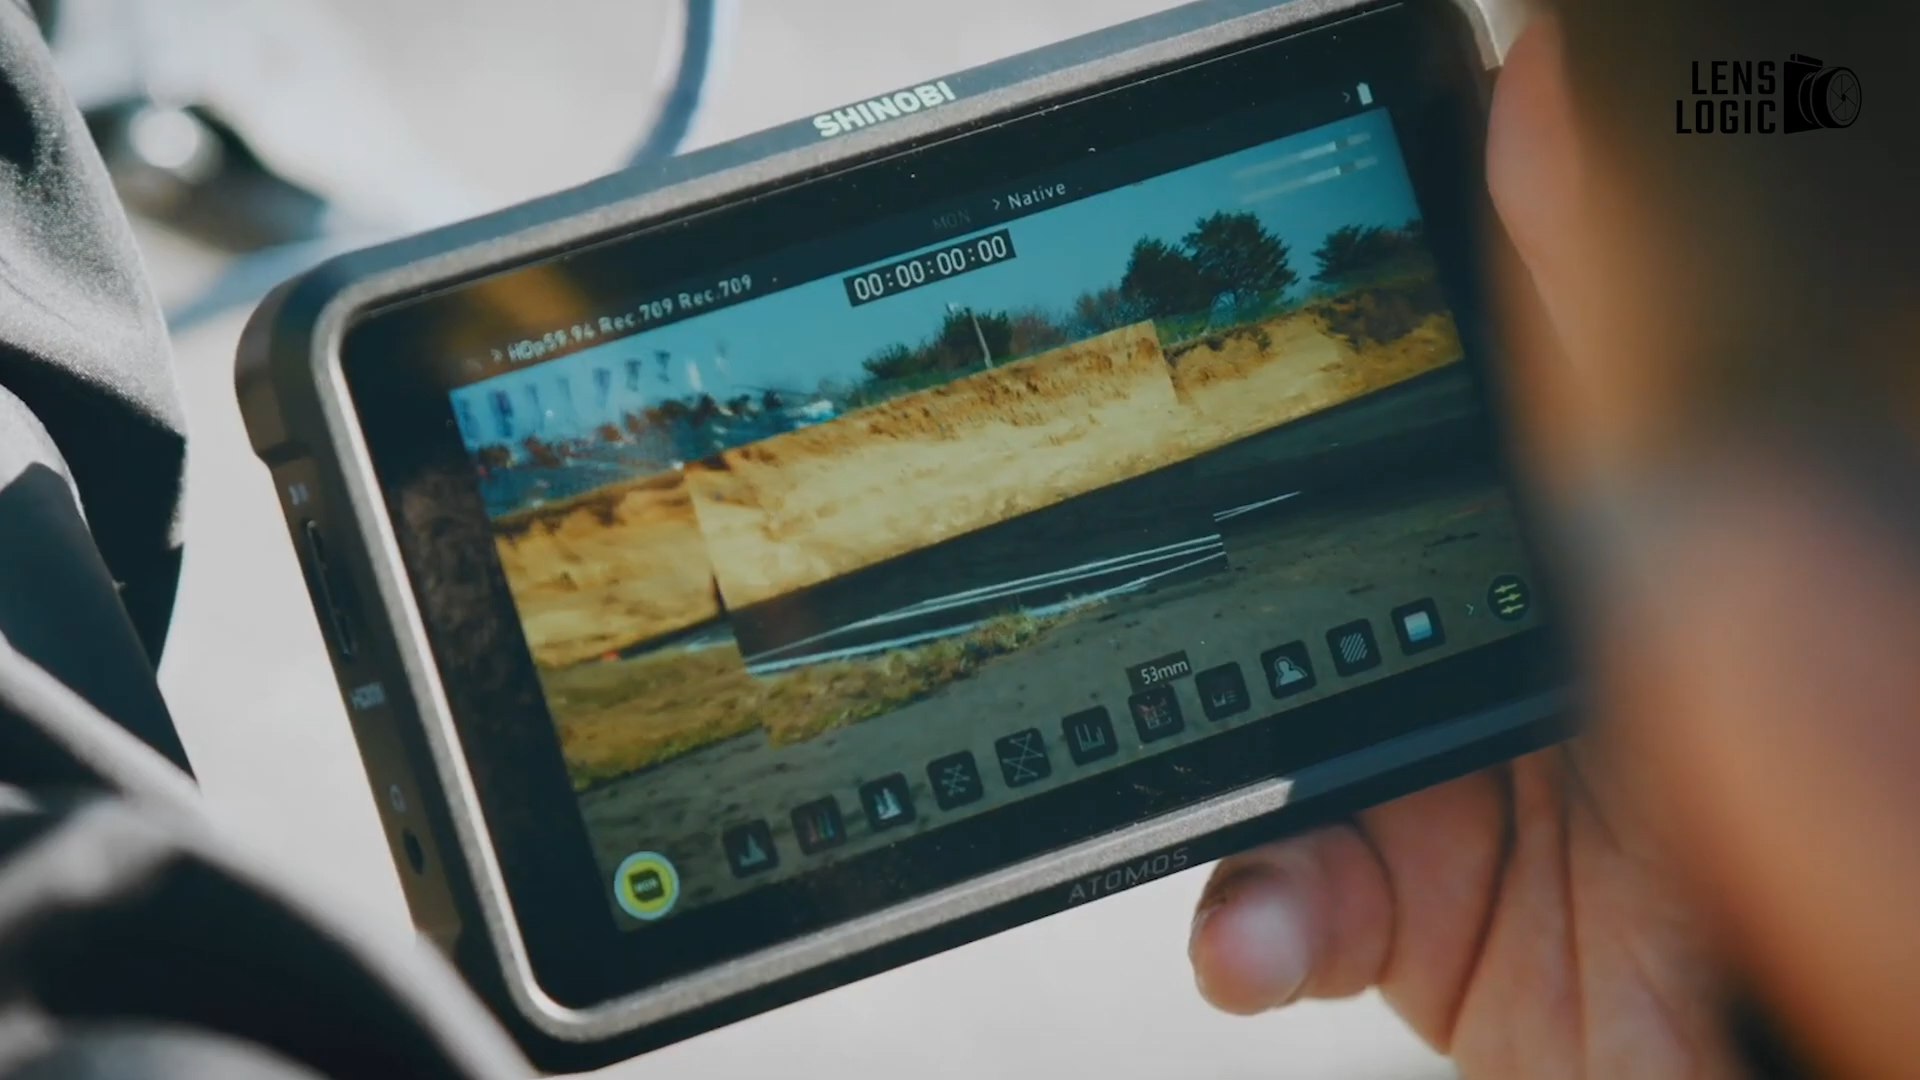 LENS
LOGIC
SHINOBI
MON > Native
> HDp59.94 Rec.709 Rec.709
00:00:00:00
53mm
HDMI
ATOMOS